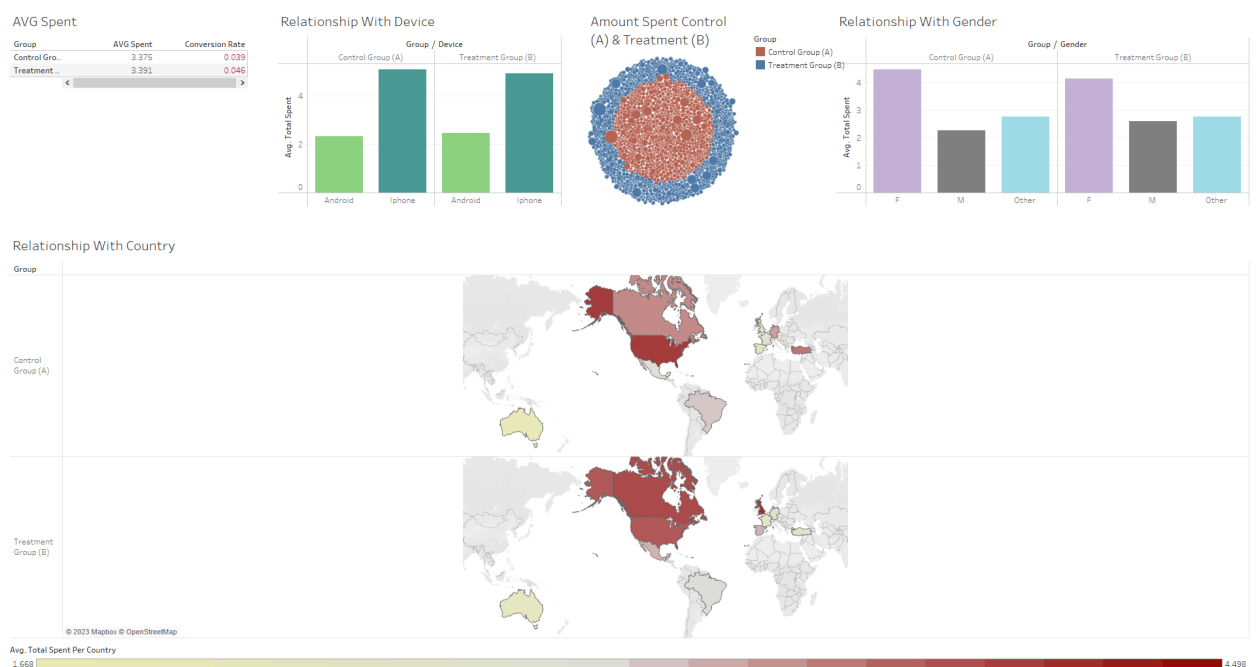 AVG Spent
Group AVG Spent Conversion Rate
Control Gro.. 3.375 0.039
Treatment .. 3.391 0.046
Relationship With Device
Group / Device
Control Group (A) Treatment Group (B)
Avg. Total Spent
4
2
0
Android Iphone Android Iphone
Amount Spent Control
(A) & Treatment (B)
Group
Control Group (A)
Treatment Group (B)
Relationship With Gender
Group / Gender
Control Group (A) Treatment Group (B)
Avg. Total Spent
4
3
2
1
0
F M Other F M Other
Relationship With Country
Group
Control
Group (A)
Treatment
Group (B)
© 2023 Mapbox © OpenStreetMap
Avg. Total Spent Per Country
1.668 4.498